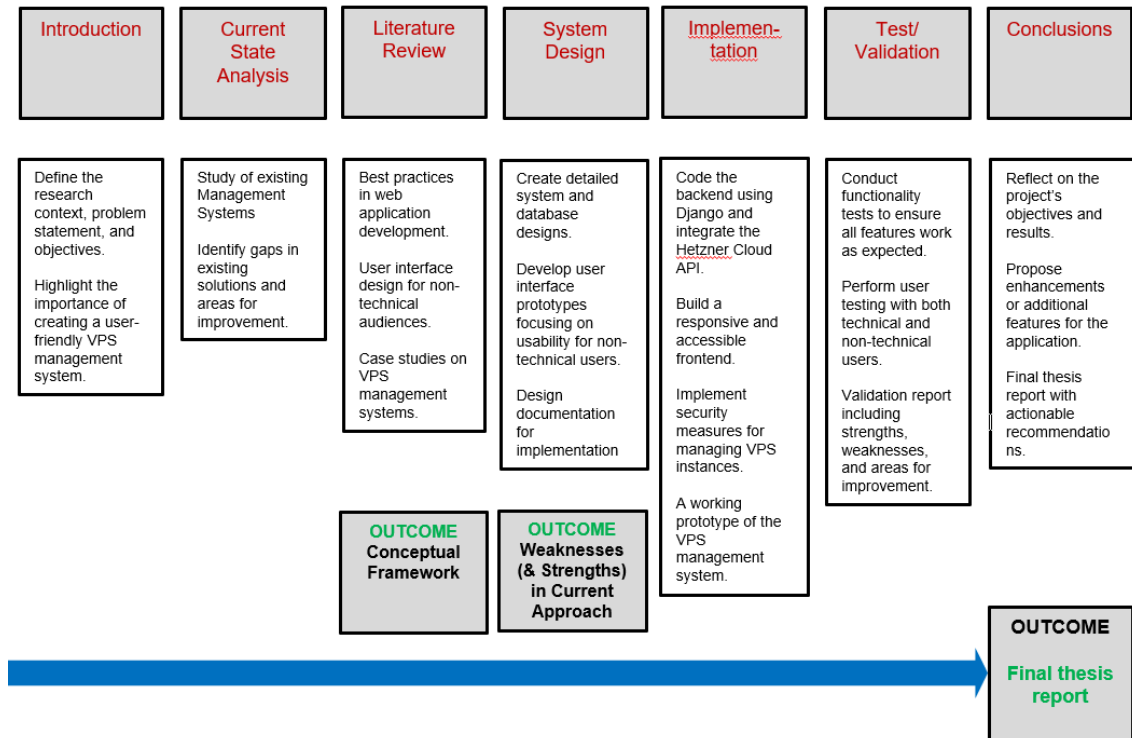 Introduction
Current
State
Analysis
Literature
Review
System
Design
Implemen-
tation
Test/
Validation
Conclusions
Define the
research
context, problem
statement, and
objectives.
Highlight the
importance of
creating a user-
friendly VPS
management
system.
Study of existing
Management
Systems
Identify gaps in
existing
solutions and
areas for
improvement.
Best practices
in web
application
development.
User interface
design for non-
technical
audiences.
Case studies on
VPS
management
systems.
Create detailed
system and
database
designs.
Develop user
interface
prototypes
focusing on
usability for non-
technical users.
Design
documentation
for
implementation
Code the
backend using
Django and
integrate the
Hetzner Cloud
API.
Build a
responsive and
accessible
frontend.
Implement
security
measures for
managing VPS
instances.
A working
prototype of the
VPS
management
system.
Conduct
functionality
tests to ensure
all features work
as expected.
Perform user
testing with both
technical and
non-technical
users.
Validation report
including
strengths,
weaknesses,
and areas for
improvement.
Reflect on the
project's
objectives and
results.
Propose
enhancements
or additional
features for the
application.
Final thesis
report with
actionable
recommendatio
ns.
OUTCOME
Conceptual
Framework
OUTCOME
Weaknesses
(& Strengths)
in Current
Approach
OUTCOME
Final thesis
report